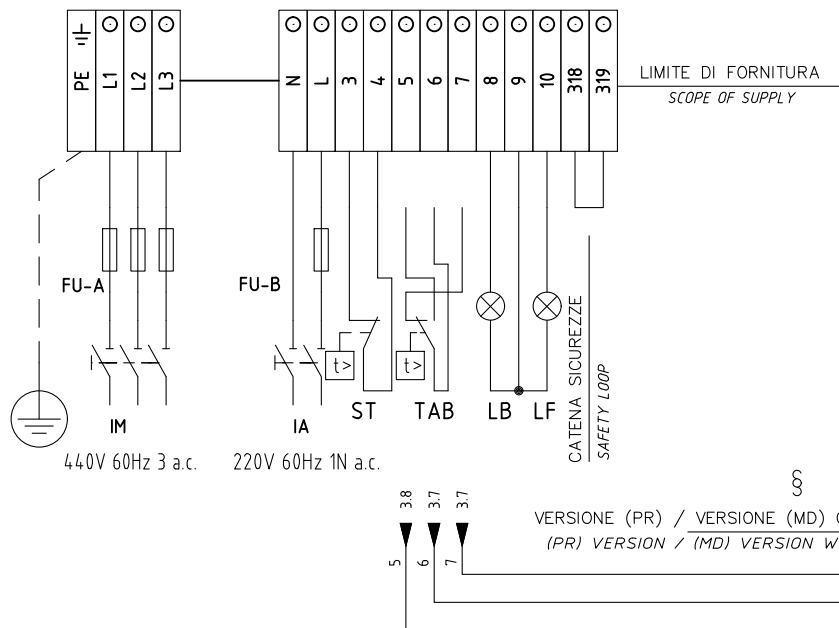 PE L1 L2 L3 N L 3 4 5 6 7 8 9 10 318 319
LIMITE DI FORNITURA
SCOPE OF SUPPLY
FU-A
FU-B
t>
t>
CATENA SICUREZZE
SAFETY LOOP
IM
IA
ST
TAB
LB
LF
440V 60Hz 3 a.c.
220V 60Hz 1N a.c.
3.8
3.7
3.7
VERSIONE (PR) / VERSIONE (MD)
(PR) VERSION / (MD) VERSION W
5
6
7